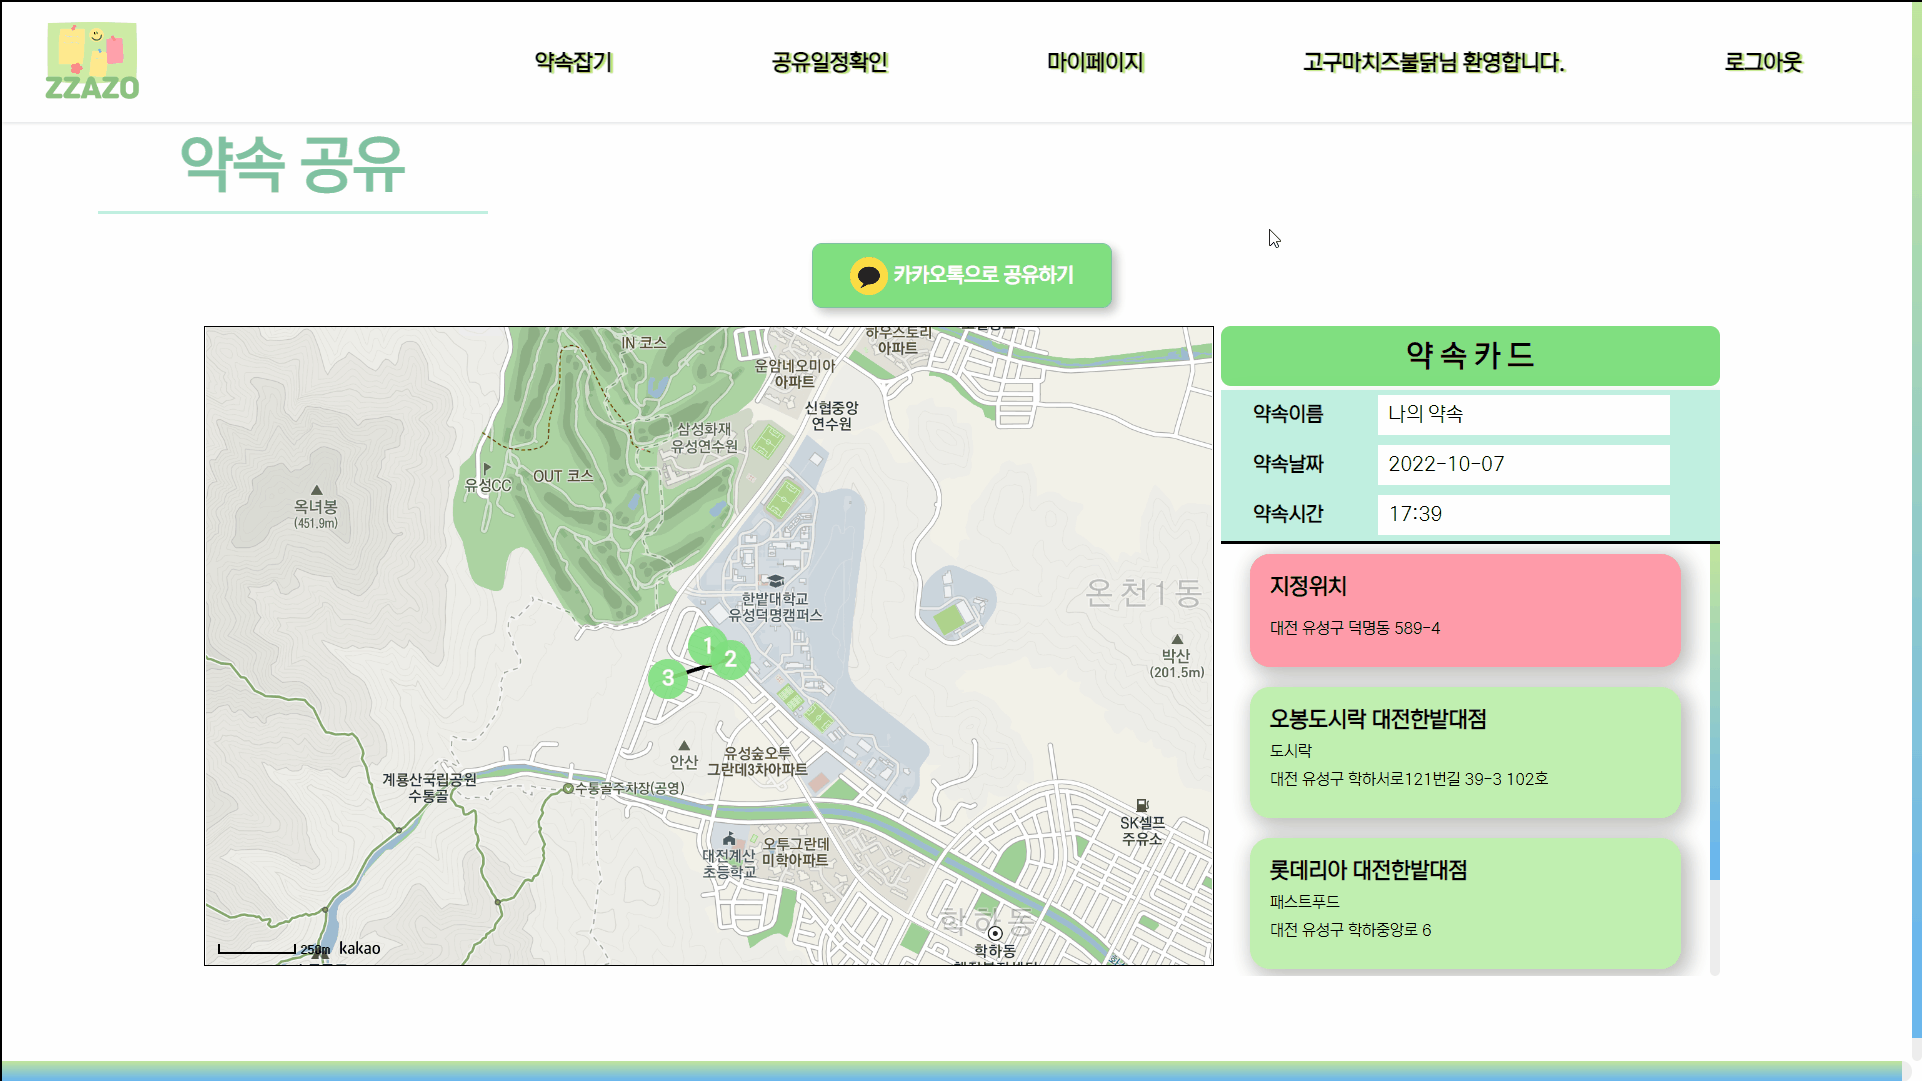 ZZAZO
약속잡기
공유일정확인
마이페이지
고구마치즈불닭님 환영합니다.
로그아웃
약속 공유
카카오톡으로 공유하기
IN 코스
하우스토리
아파트
운암네오미아
아파트
신협중앙
연수원
삼성화재
유성연수원
OUT 코스
유성CC
옥녀봉
(451.9m)
한밭대학교
유성덕명캠퍼스
온천1동
박산
(201.5m)
1
2
3
안산
유성숲오투
그란데3차아파트
계룡산국립공원
수통골
수통골주차장(공영)
SK셀프
주유소
대전계산
초등학교
오투그란데
미학아파트
학하동
학하동
250m
kakao
약속카드
약속이름
나의 약속
약속날짜
2022-10-07
약속시간
17:39
지정위치
대전 유성구 덕명동 589-4
오봉도시락 대전한밭대점
도시락
대전 유성구 학하서로121번길 39-3 102호
롯데리아 대전한밭대점
패스트푸드
대전 유성구 학하중앙로 6